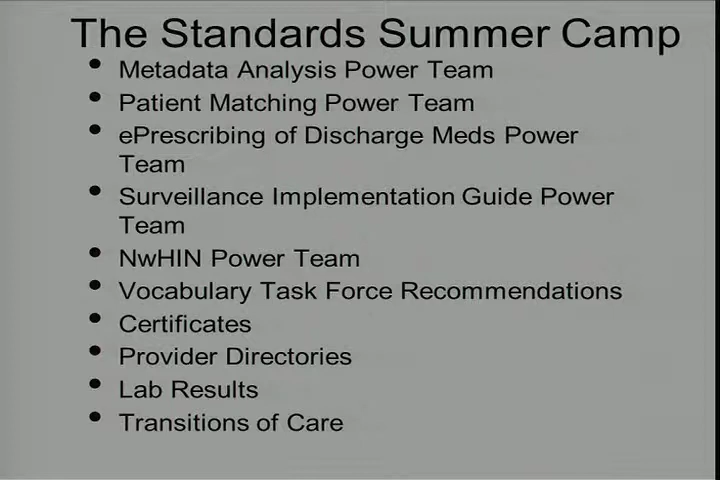 The Standards Summer Camp
• Metadata Analysis Power Team
• Patient Matching Power Team
• ePrescribing of Discharge Meds Power
Team
• Surveillance Implementation Guide Power
Team
• NwHIN Power Team
• Vocabulary Task Force Recommendations
• Certificates
• Provider Directories
• Lab Results
• Transitions of Care